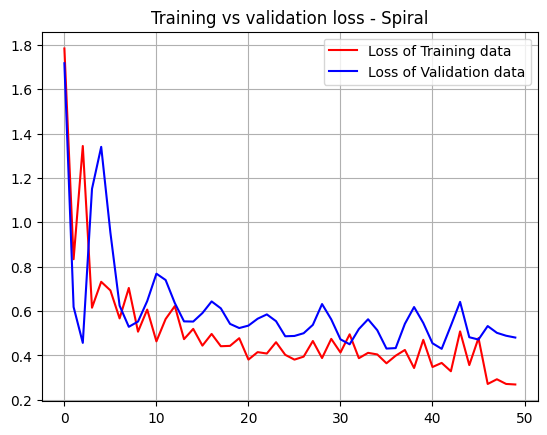 Training vs validation loss - Spiral
Loss of Training data
Loss of Validation data
1.8
1.6
1.4
1.2
1.0
0.8
0.6
0.4
0.2
0 10 20 30 40 50